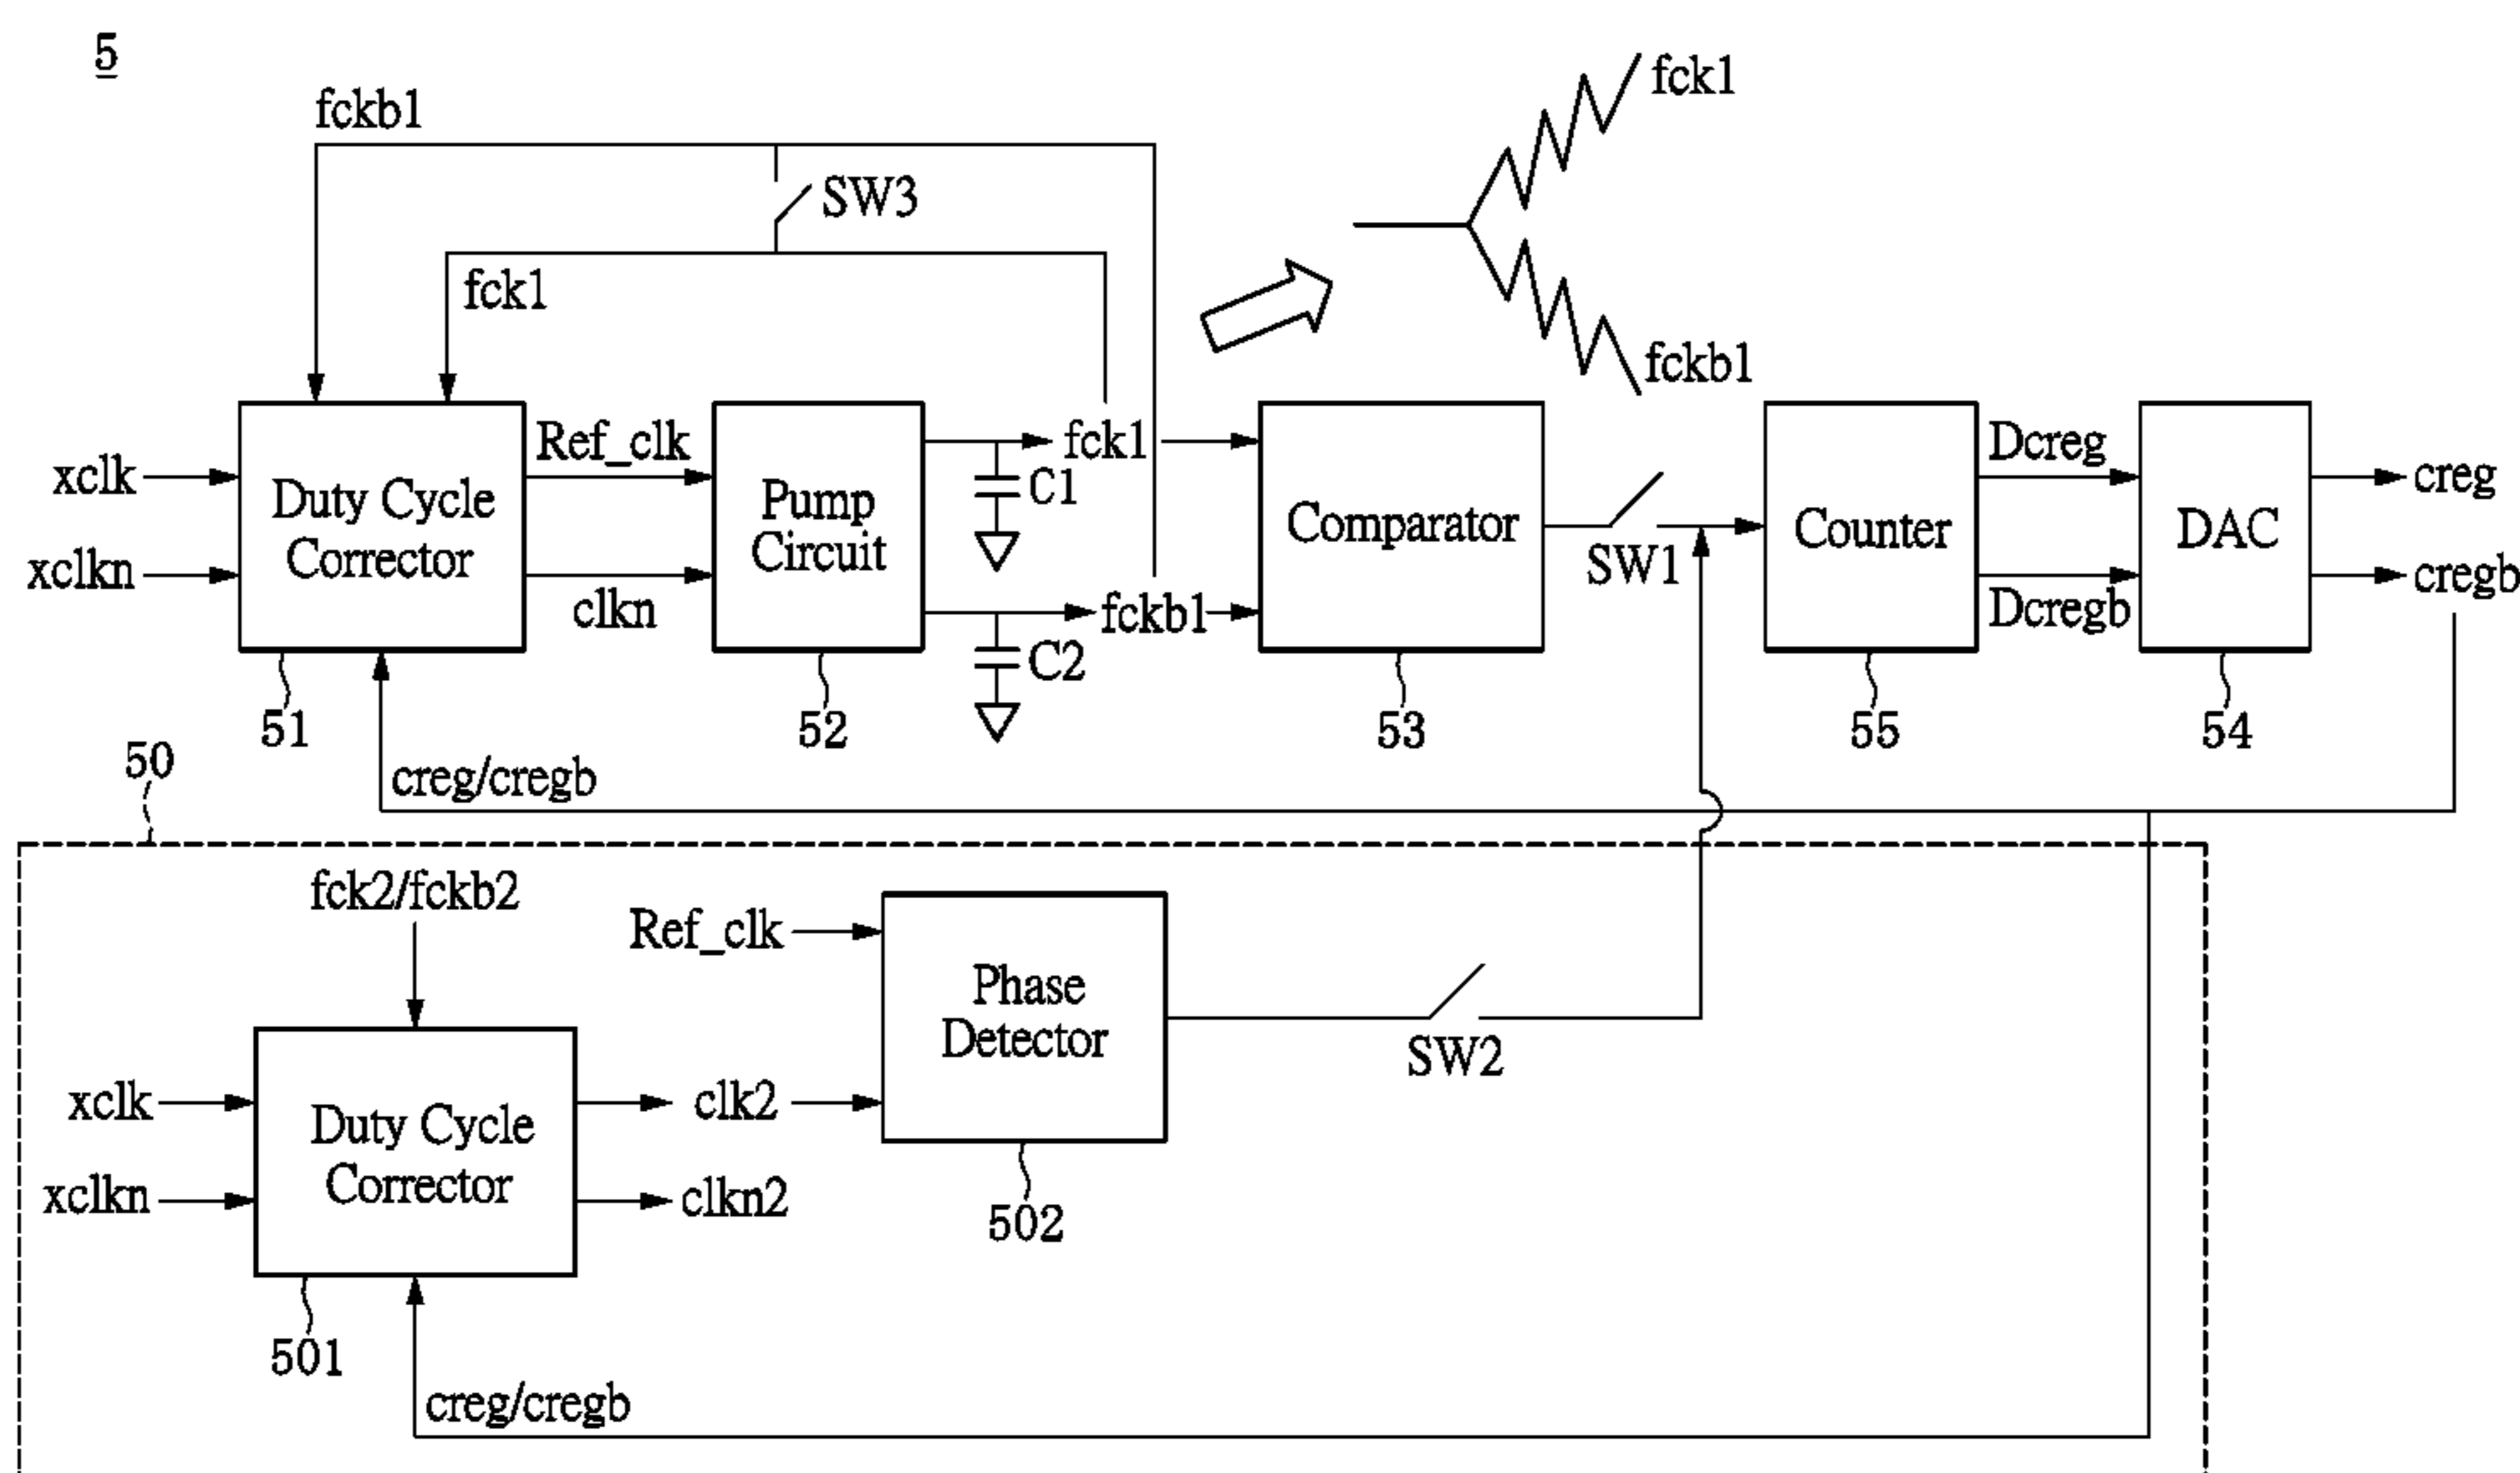 5
fckb1
fck1
SW3
fck1
fckb1
xclk
xclkn
Duty Cycle
Corrector
Ref_clk
clkn
Pump
Circuit
fck1
C1
fckb1
C2
Comparator
SW1
Counter
Dcreg
Dcregb
DAC
creg
cregb
51
52
53
55
54
50
creg/cregb
fck2/fckb2
Ref_clk
Phase
Detector
SW2
xclk
xclkn
Duty Cycle
Corrector
clk2
clkn2
502
501
creg/cregb